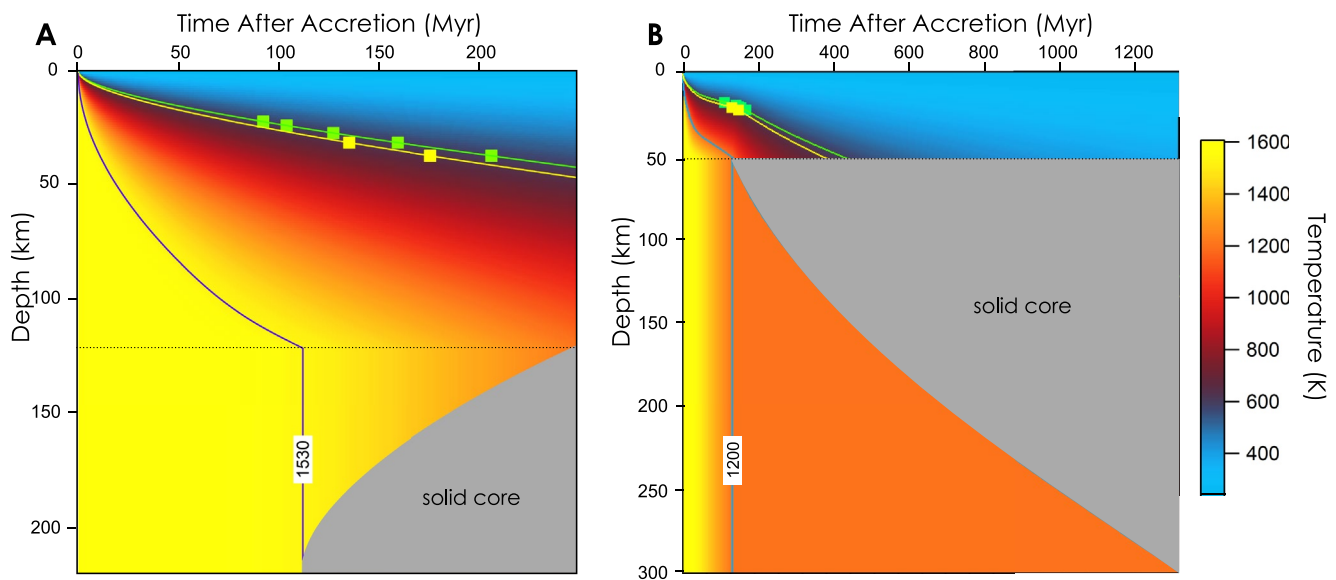 A
Time After Accretion (Myr)
0 50 100 150 200
Depth (km)
0
50
100
150
200
1530
solid core
B
Time After Accretion (Myr)
0 200 400 600 800 1000 1200
Depth (km)
0
50
100
150
200
250
300
1200
solid core
1600
1400
1200
1000
800
600
400
Temperature (K)